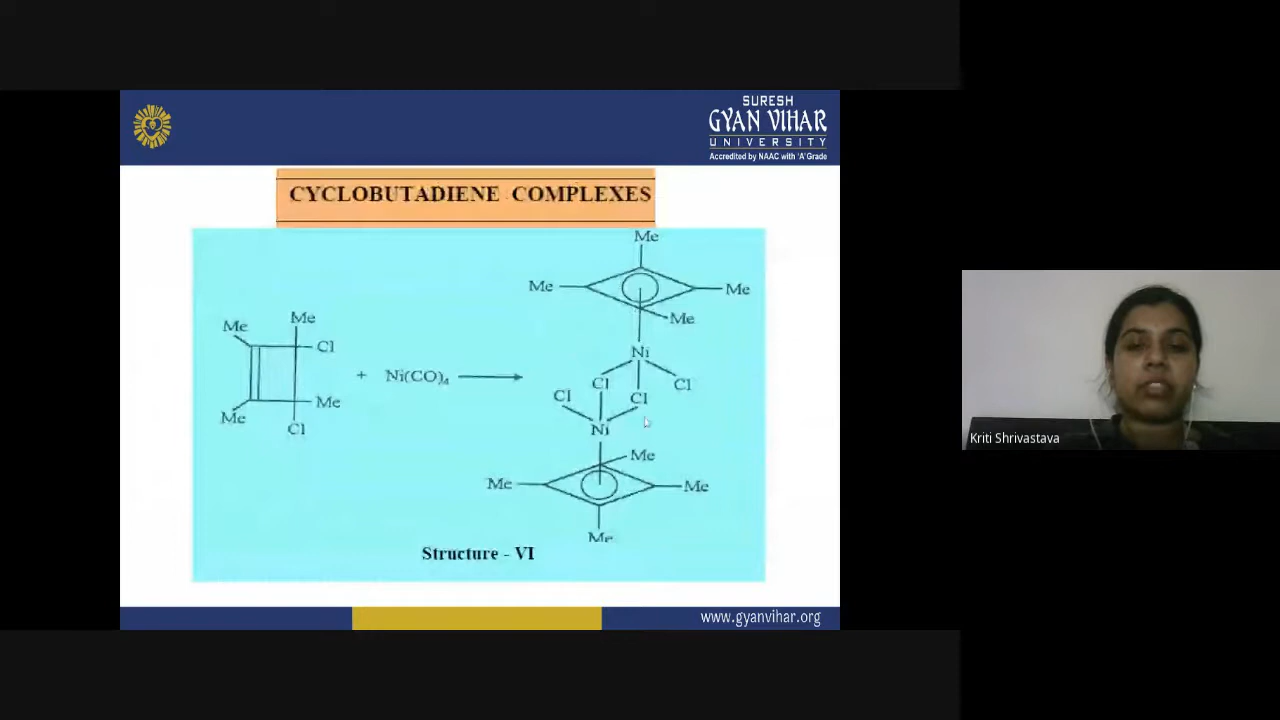 SURESH
GYAN VIHAR
UNIVERSITY
Accredited by NAAC with 'A' Grade
CYCLOBUTADIENE COMPLEXES
Me
Me
Me
Me
Me
Me
Cl
+ Ni(CO)₄
Ni
Cl
Cl
Cl
Cl
Me
Me
Cl
Ni
Me
Me
Me
Me
Structure - VI
www.gyanvihar.org
Kriti Shrivastava